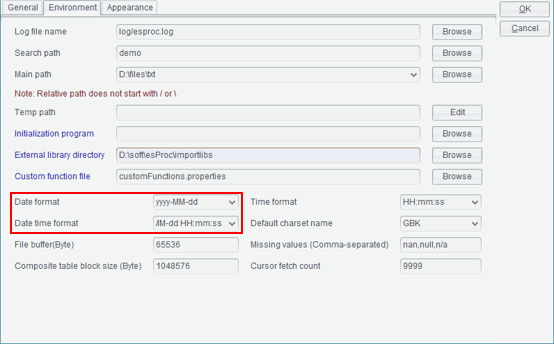 General Environment Appearance
OK
Cancel
Log file name log/esproc.log Browse
Search path demo Browse
Main path D:\files\txt Browse
Note: Relative path does not start with / or \
Temp path Edit
Initialization program Browse
External library directory D:\soft\esProc\importlibs Browse
Custom function file customFunctions.properties Browse
Date format yyyy-MM-dd Time format HH:mm:ss
Date time format MM-dd HH:mm:ss Default charset name GBK
File buffer(Byte) 65536 Missing values (Comma-separated) nan,null,n/a
Composite table block size (Byte) 1048576 Cursor fetch count 9999